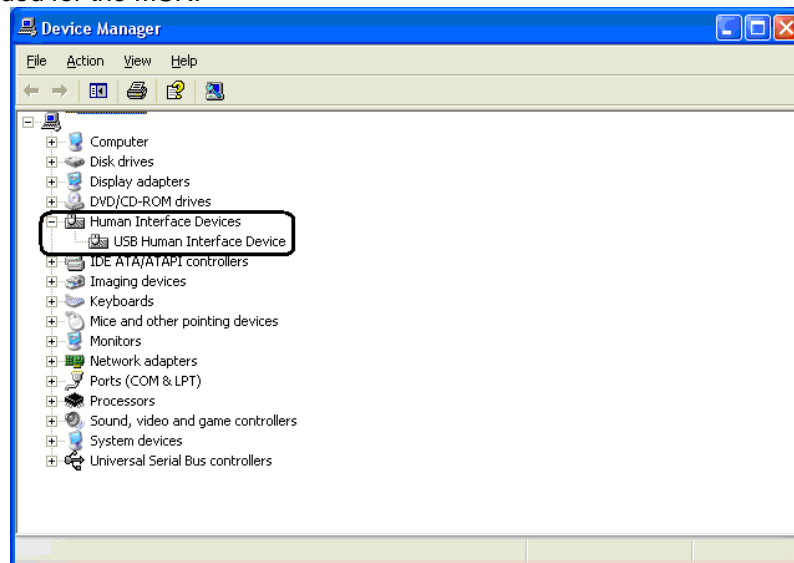 Device Manager
File Action View Help
Computer
Disk drives
Display adapters
DVD/CD-ROM drives
Human Interface Devices
USB Human Interface Device
IDE ATA/ATAPI controllers
Imaging devices
Keyboards
Mice and other pointing devices
Monitors
Network adapters
Ports (COM & LPT)
Processors
Sound, video and game controllers
System devices
Universal Serial Bus controllers